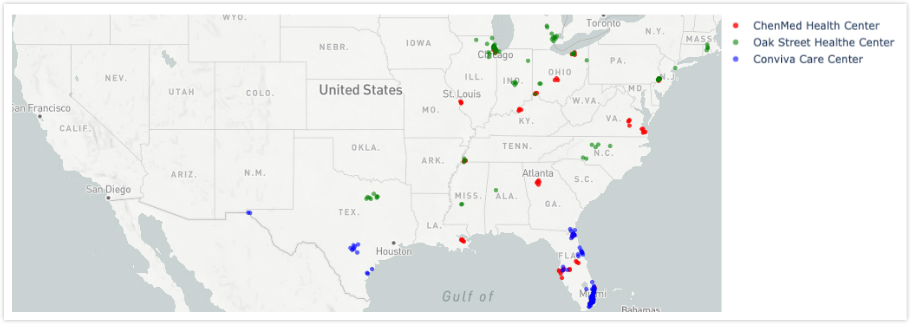 WYO.
Toronto
ChenMed Health Center
Oak Street Healthe Center
Conviva Care Center
IOWA
NEBR.
N.Y.
MASS
Chicago
NEV.
UTAH
COLO.
United States
ILL.
IND.
OHIO
PA.
N.J.
St. Louis
MD.
San Francisco
MO.
W.VA.
KY.
VA.
CALIF.
OKLA.
TENN.
N.C.
ARK.
San Diego
ARIZ.
N.M.
Atlanta
S.C.
MISS.
ALA.
GA.
TEX.
LA.
Houston
FLA
Gulf of
Miami
Bahamas